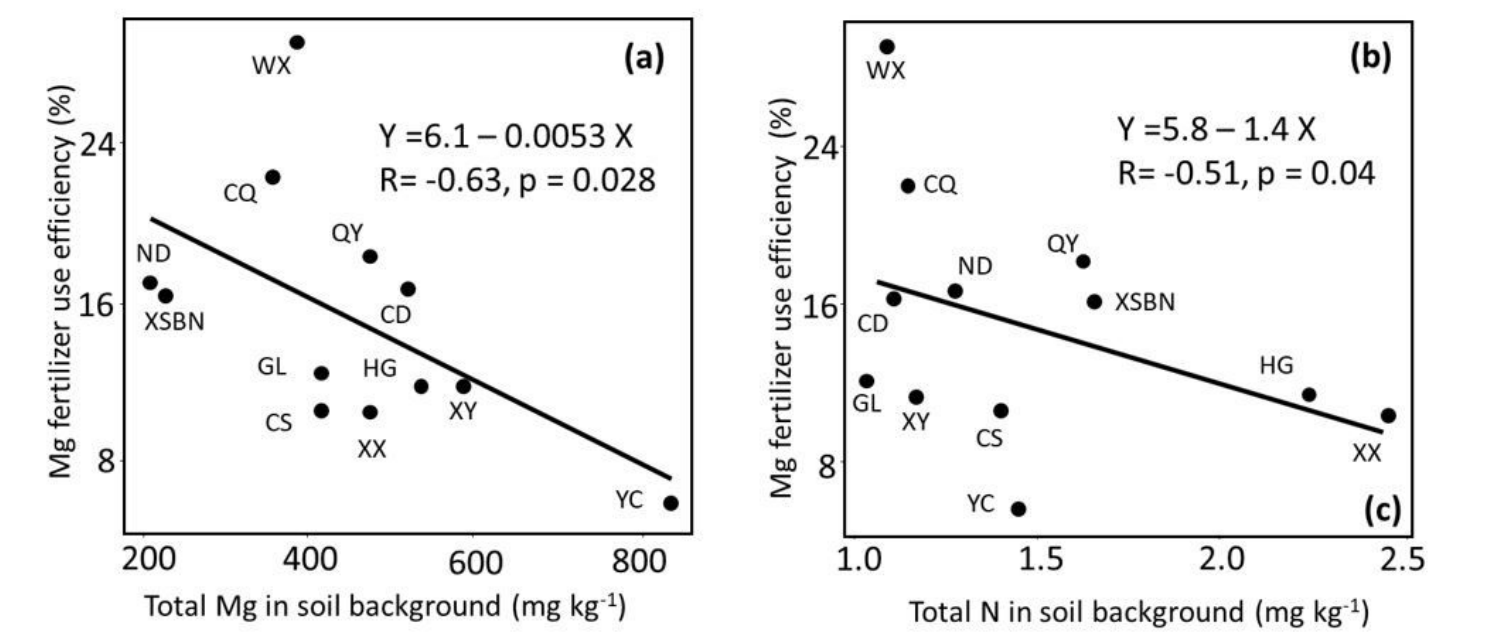 (a)
WX
Y =6.1 – 0.0053 X
R= -0.63, p = 0.028
24
CQ
QY
ND
16
XSBN
CD
GL
HG
CS
XY
XX
8
YC
200 400 600 800
Mg fertilizer use efficiency (%)
Total Mg in soil background (mg kg-1)
(b)
WX
Y =5.8 – 1.4 X
R= -0.51, p = 0.04
24
CQ
QY
ND
16
XSBN
CD
HG
GL
XY
CS
XX
8
YC
(c)
1.0 1.5 2.0 2.5
Mg fertilizer use efficiency (%)
Total N in soil background (mg kg-1)